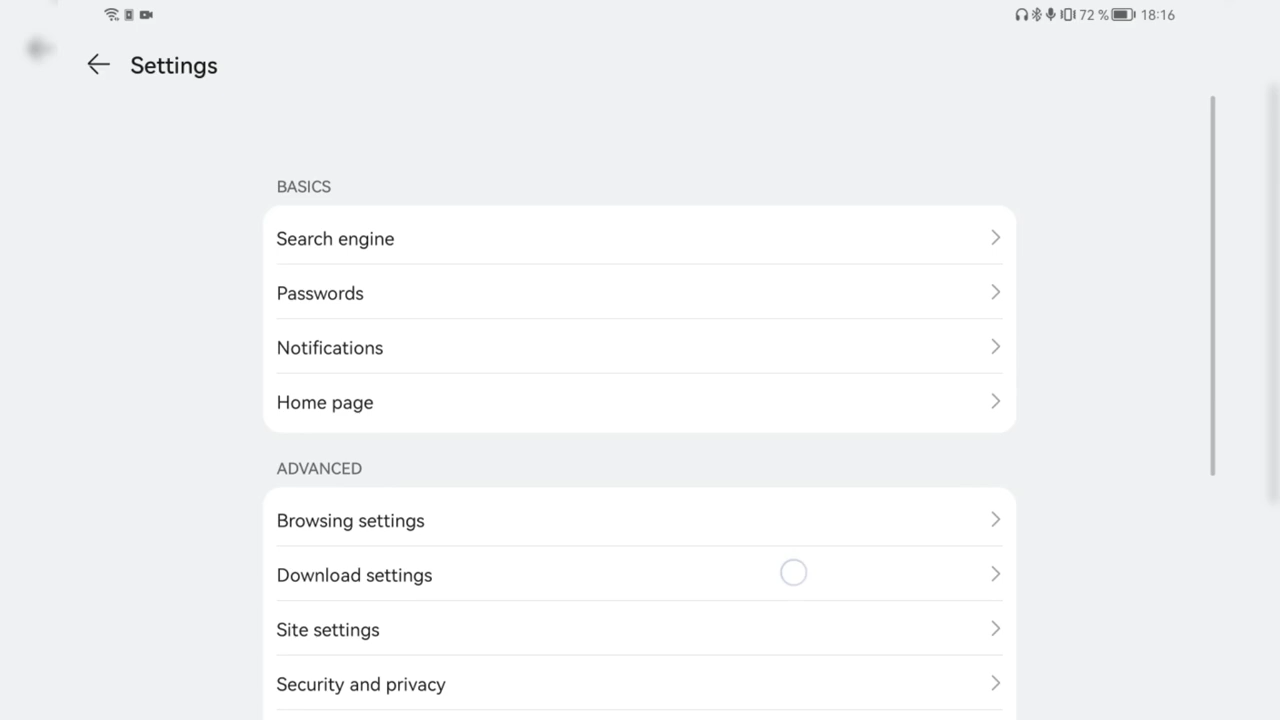 72 % 18:16
Settings
BASICS
Search engine
Passwords
Notifications
Home page
ADVANCED
Browsing settings
Download settings
Site settings
Security and privacy